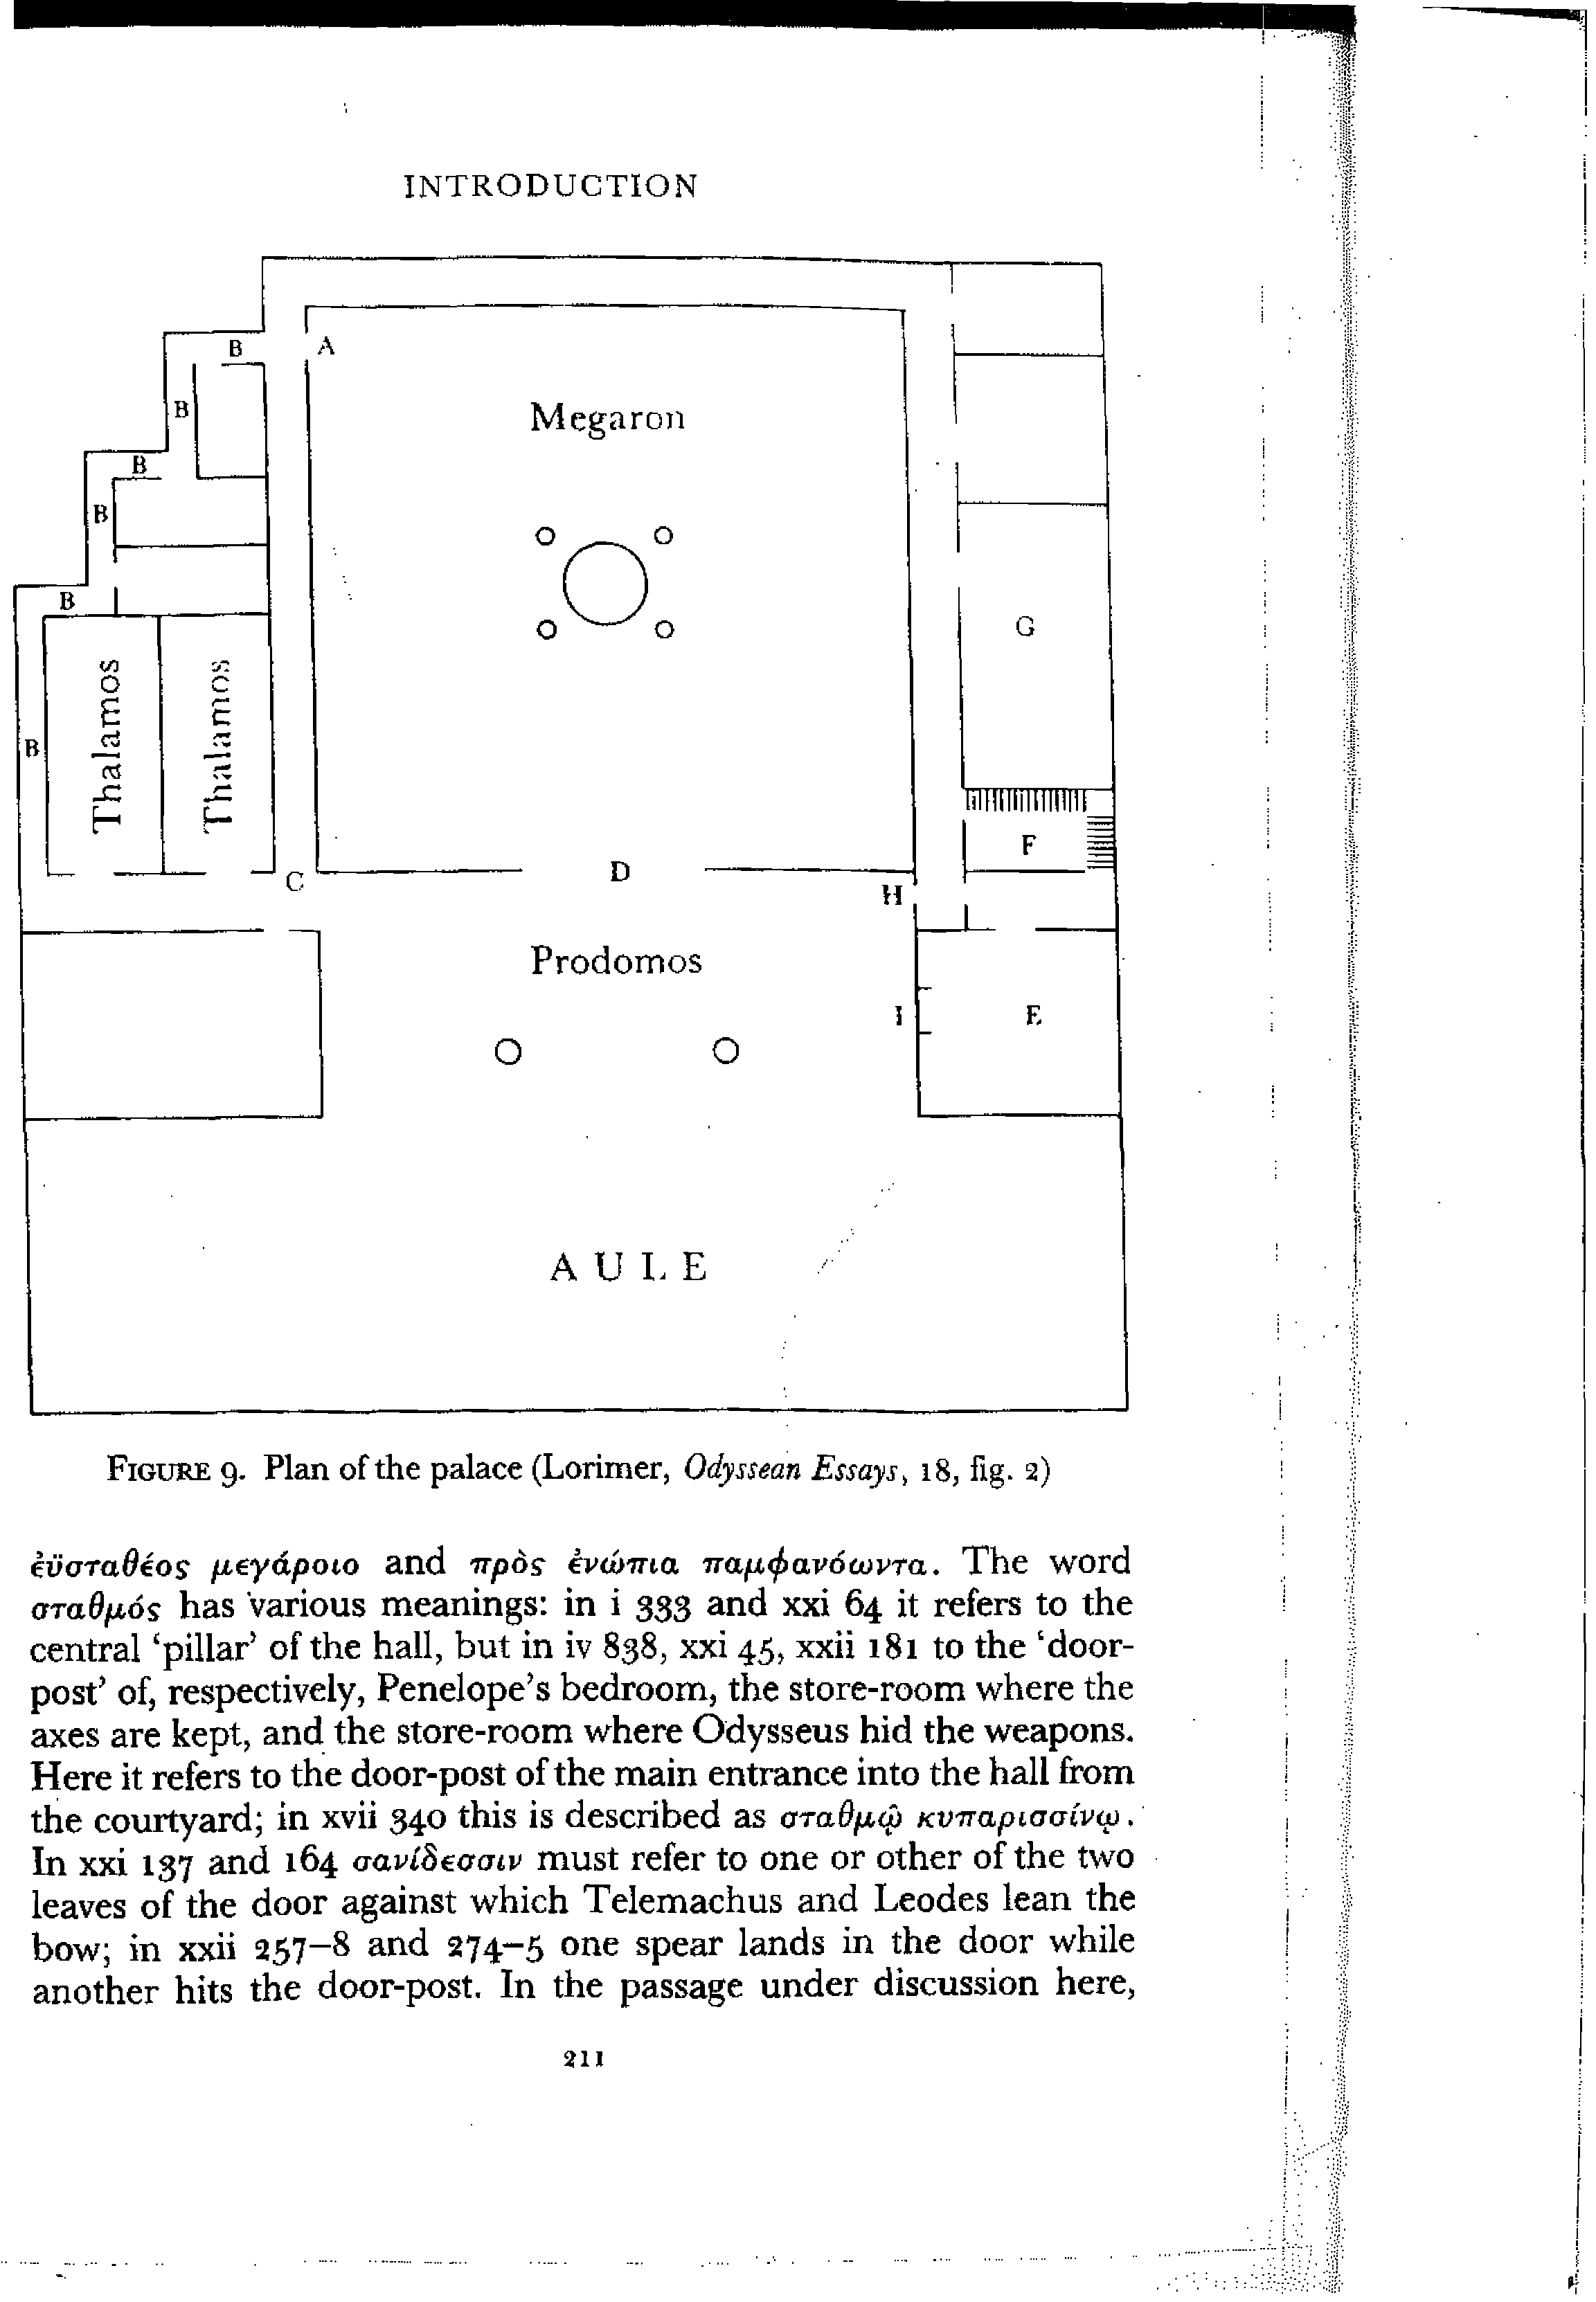 INTRODUCTION
B
A
B
Megaron
B
B
B
G
Thalamos
Thalamos
B
F
C
D
H
Prodomos
I
E
AULE
FIGURE 9. Plan of the palace (Lorimer, Odyssean Essays, 18, fig. 2)
ἐϋσταθέος μεγάροιο and πρὸς ἐνώπια παμφανόωντα. The word
σταθμός has various meanings: in i 333 and xxi 64 it refers to the
central ‘pillar’ of the hall, but in iv 838, xxi 45, xxii 181 to the ‘door-
post’ of, respectively, Penelope’s bedroom, the store-room where the
axes are kept, and the store-room where Odysseus hid the weapons.
Here it refers to the door-post of the main entrance into the hall from
the courtyard; in xvii 340 this is described as σταθμῷ κυπαρισσίνῳ.
In xxi 137 and 164 σανίδεσσιν must refer to one or other of the two
leaves of the door against which Telemachus and Leodes lean the
bow; in xxii 257–8 and 274–5 one spear lands in the door while
another hits the door-post. In the passage under discussion here,
211